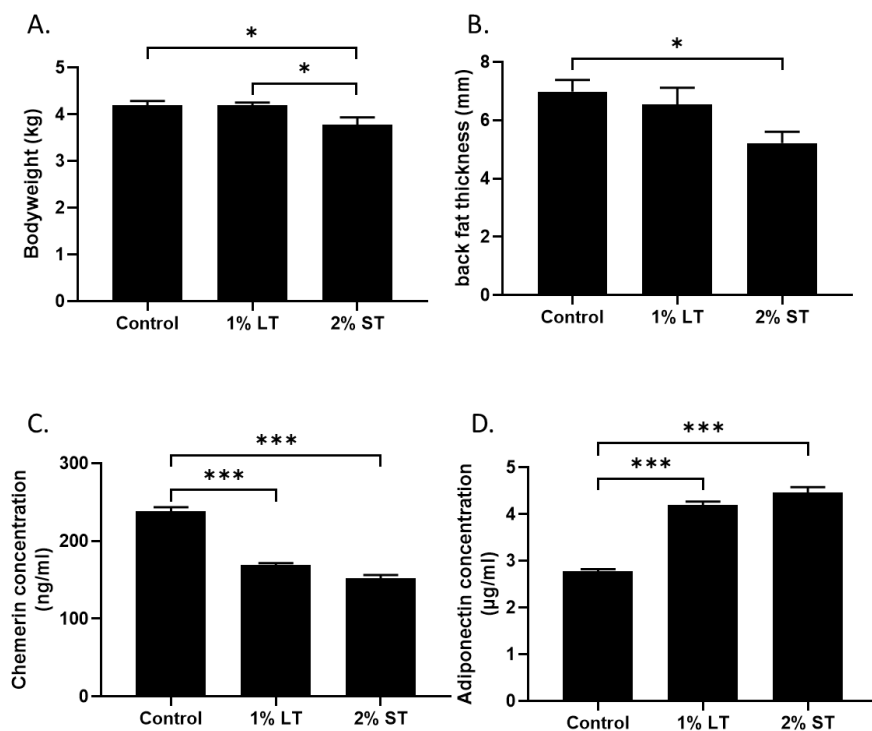 A.
*
*
Bodyweight (kg)
5
4
3
2
1
0
Control 1% LT 2% ST
B.
*
back fat thickness (mm)
8
6
4
2
0
Control 1% LT 2% ST
C.
***
***
Chemerin concentration
(ng/ml)
300
200
100
0
Control 1% LT 2% ST
D.
***
***
Adiponectin concentration
(µg/ml)
5
4
3
2
1
0
Control 1% LT 2% ST